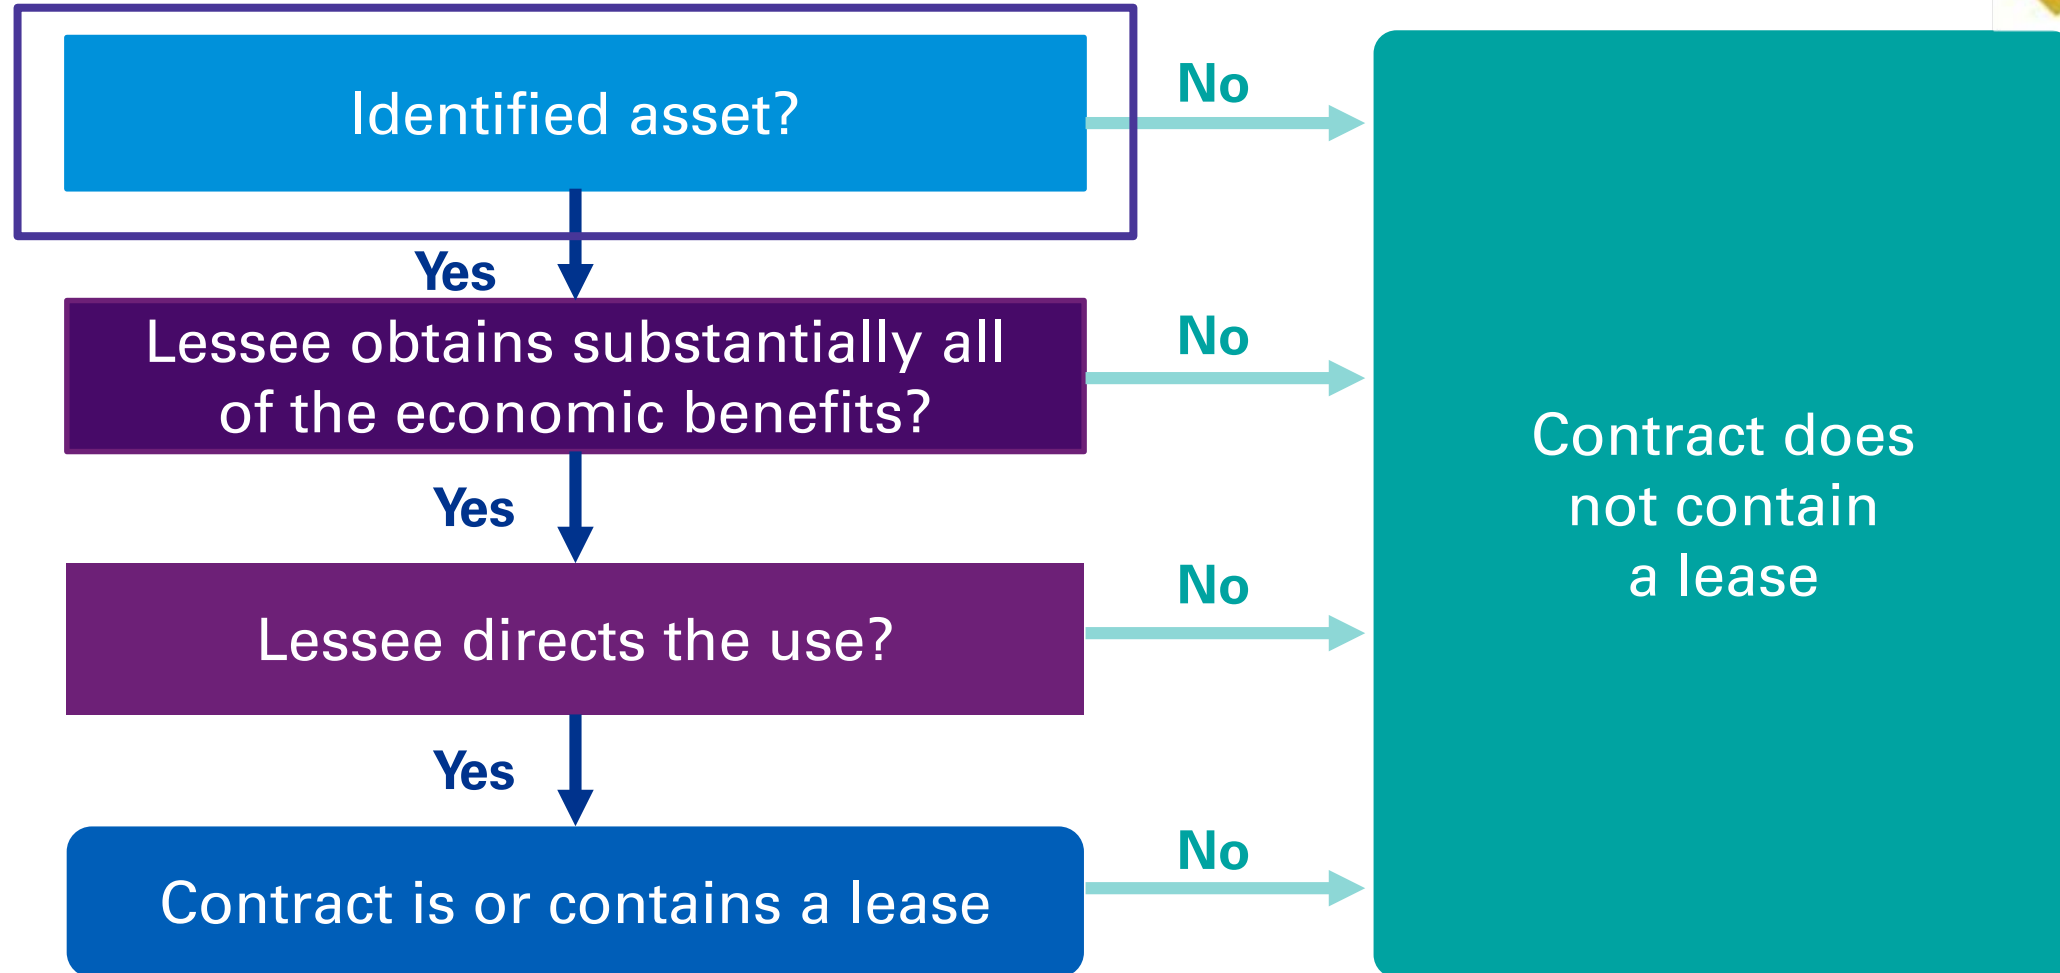 Identified asset?
No
Yes
Lessee obtains substantially all
of the economic benefits?
No
Yes
Lessee directs the use?
No
Yes
Contract is or contains a lease
No
Contract does
not contain
a lease